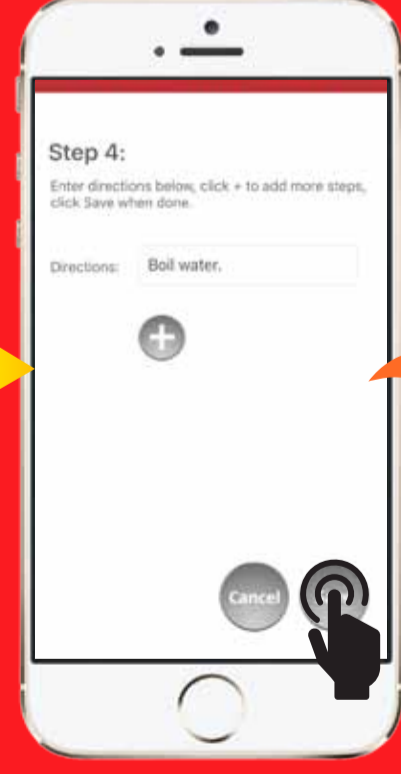 Step 4:
Enter directions below, click + to add more steps,
click Save when done.
Directions: Boil water.
+
Cancel